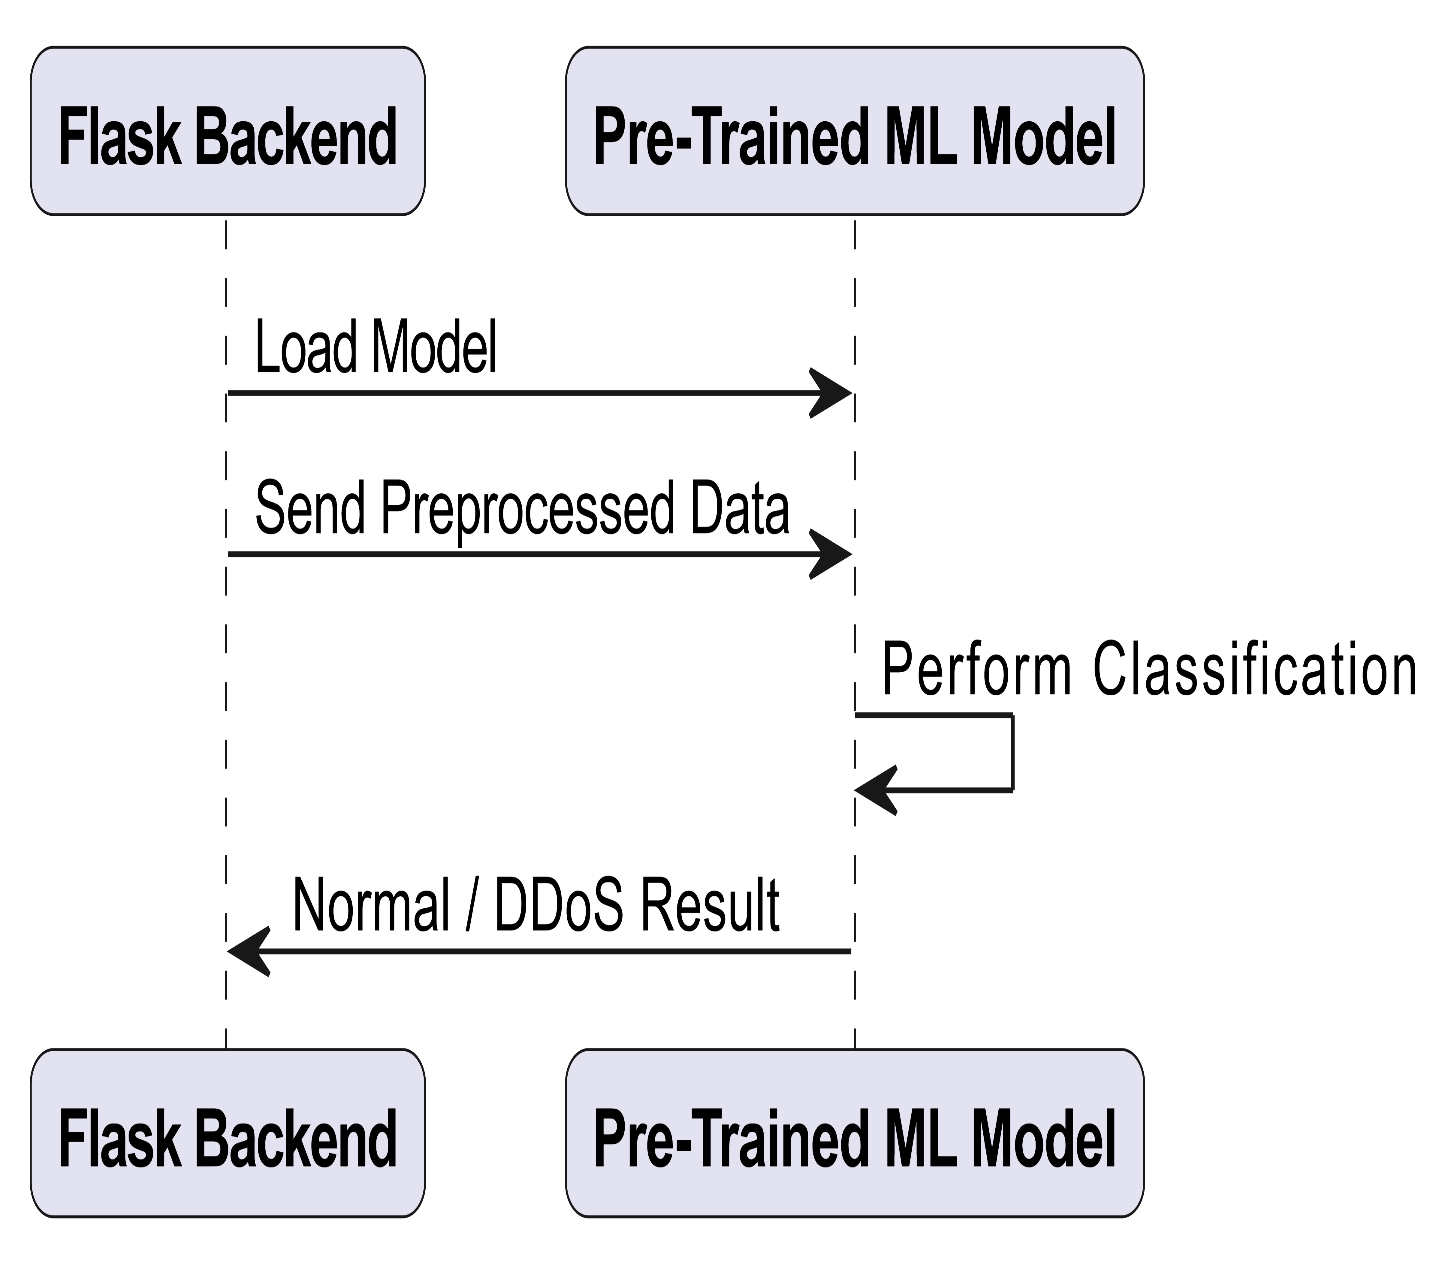 Flask Backend
Pre-Trained ML Model
Load Model
Send Preprocessed Data
Perform Classification
Normal / DDoS Result
Flask Backend
Pre-Trained ML Model